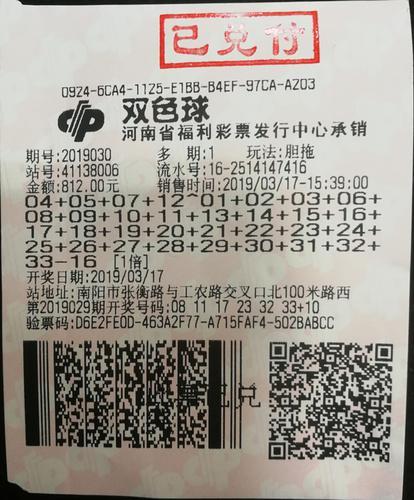 已兑付
0924-6CA4-1125-E1BB-B4EF-97CA-A203
双色球
河南省福利彩票发行中心承销
期号:2019030 多期:1 玩法:胆拖
站号:41138006 流水号:16-2514147416
金额:812.00元 销售时间:2019/03/17-15:39:00
04+05+07+12~01+02+03+06+
08+09+10+11+13+14+15+16+
17+18+19+20+21+22+23+24+
25+26+27+28+29+30+31+32+
33-16 [1倍]
开奖日期:2019/03/17
站地址:南阳市张衡路与工农路交叉口北100米路西
第2019029期开奖号码:08 11 17 23 32 33+10
验票码:D6E2FE0D-463A2F77-A715FAF4-502BABCC